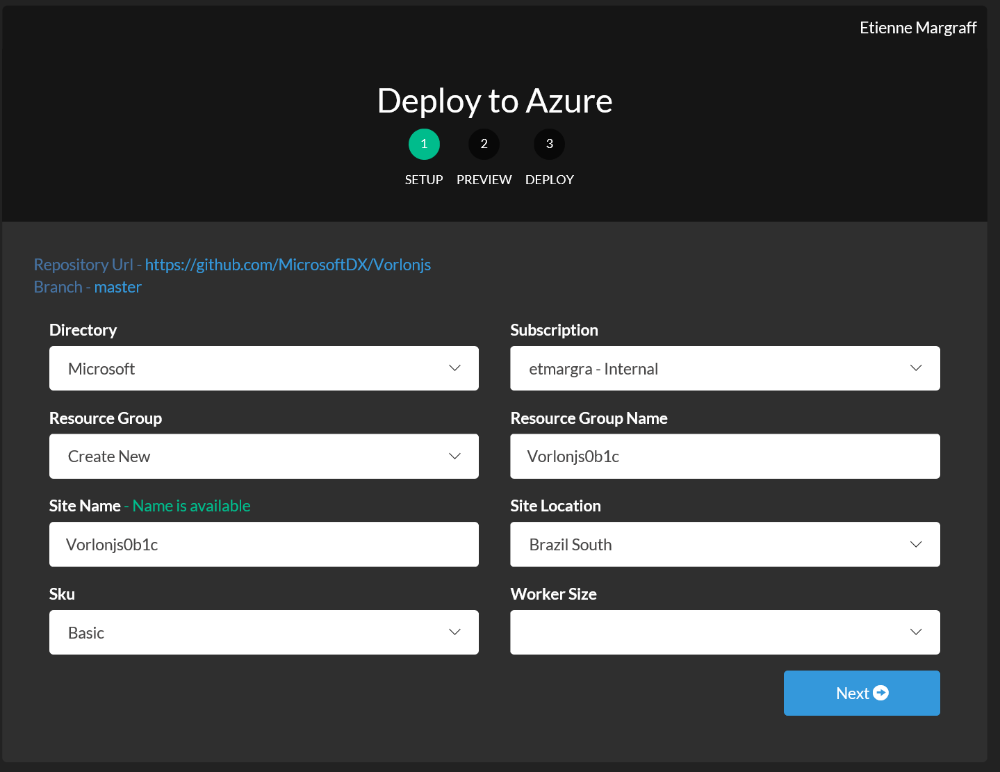 Etienne Margraff
Deploy to Azure
1 2 3
SETUP PREVIEW DEPLOY
Repository Url - https://github.com/MicrosoftDX/Vorlonjs
Branch - master
Directory
Microsoft
Subscription
etmargra - Internal
Resource Group
Create New
Resource Group Name
Vorlonjs0b1c
Site Name - Name is available
Vorlonjs0b1c
Site Location
Brazil South
Sku
Basic
Worker Size
Next